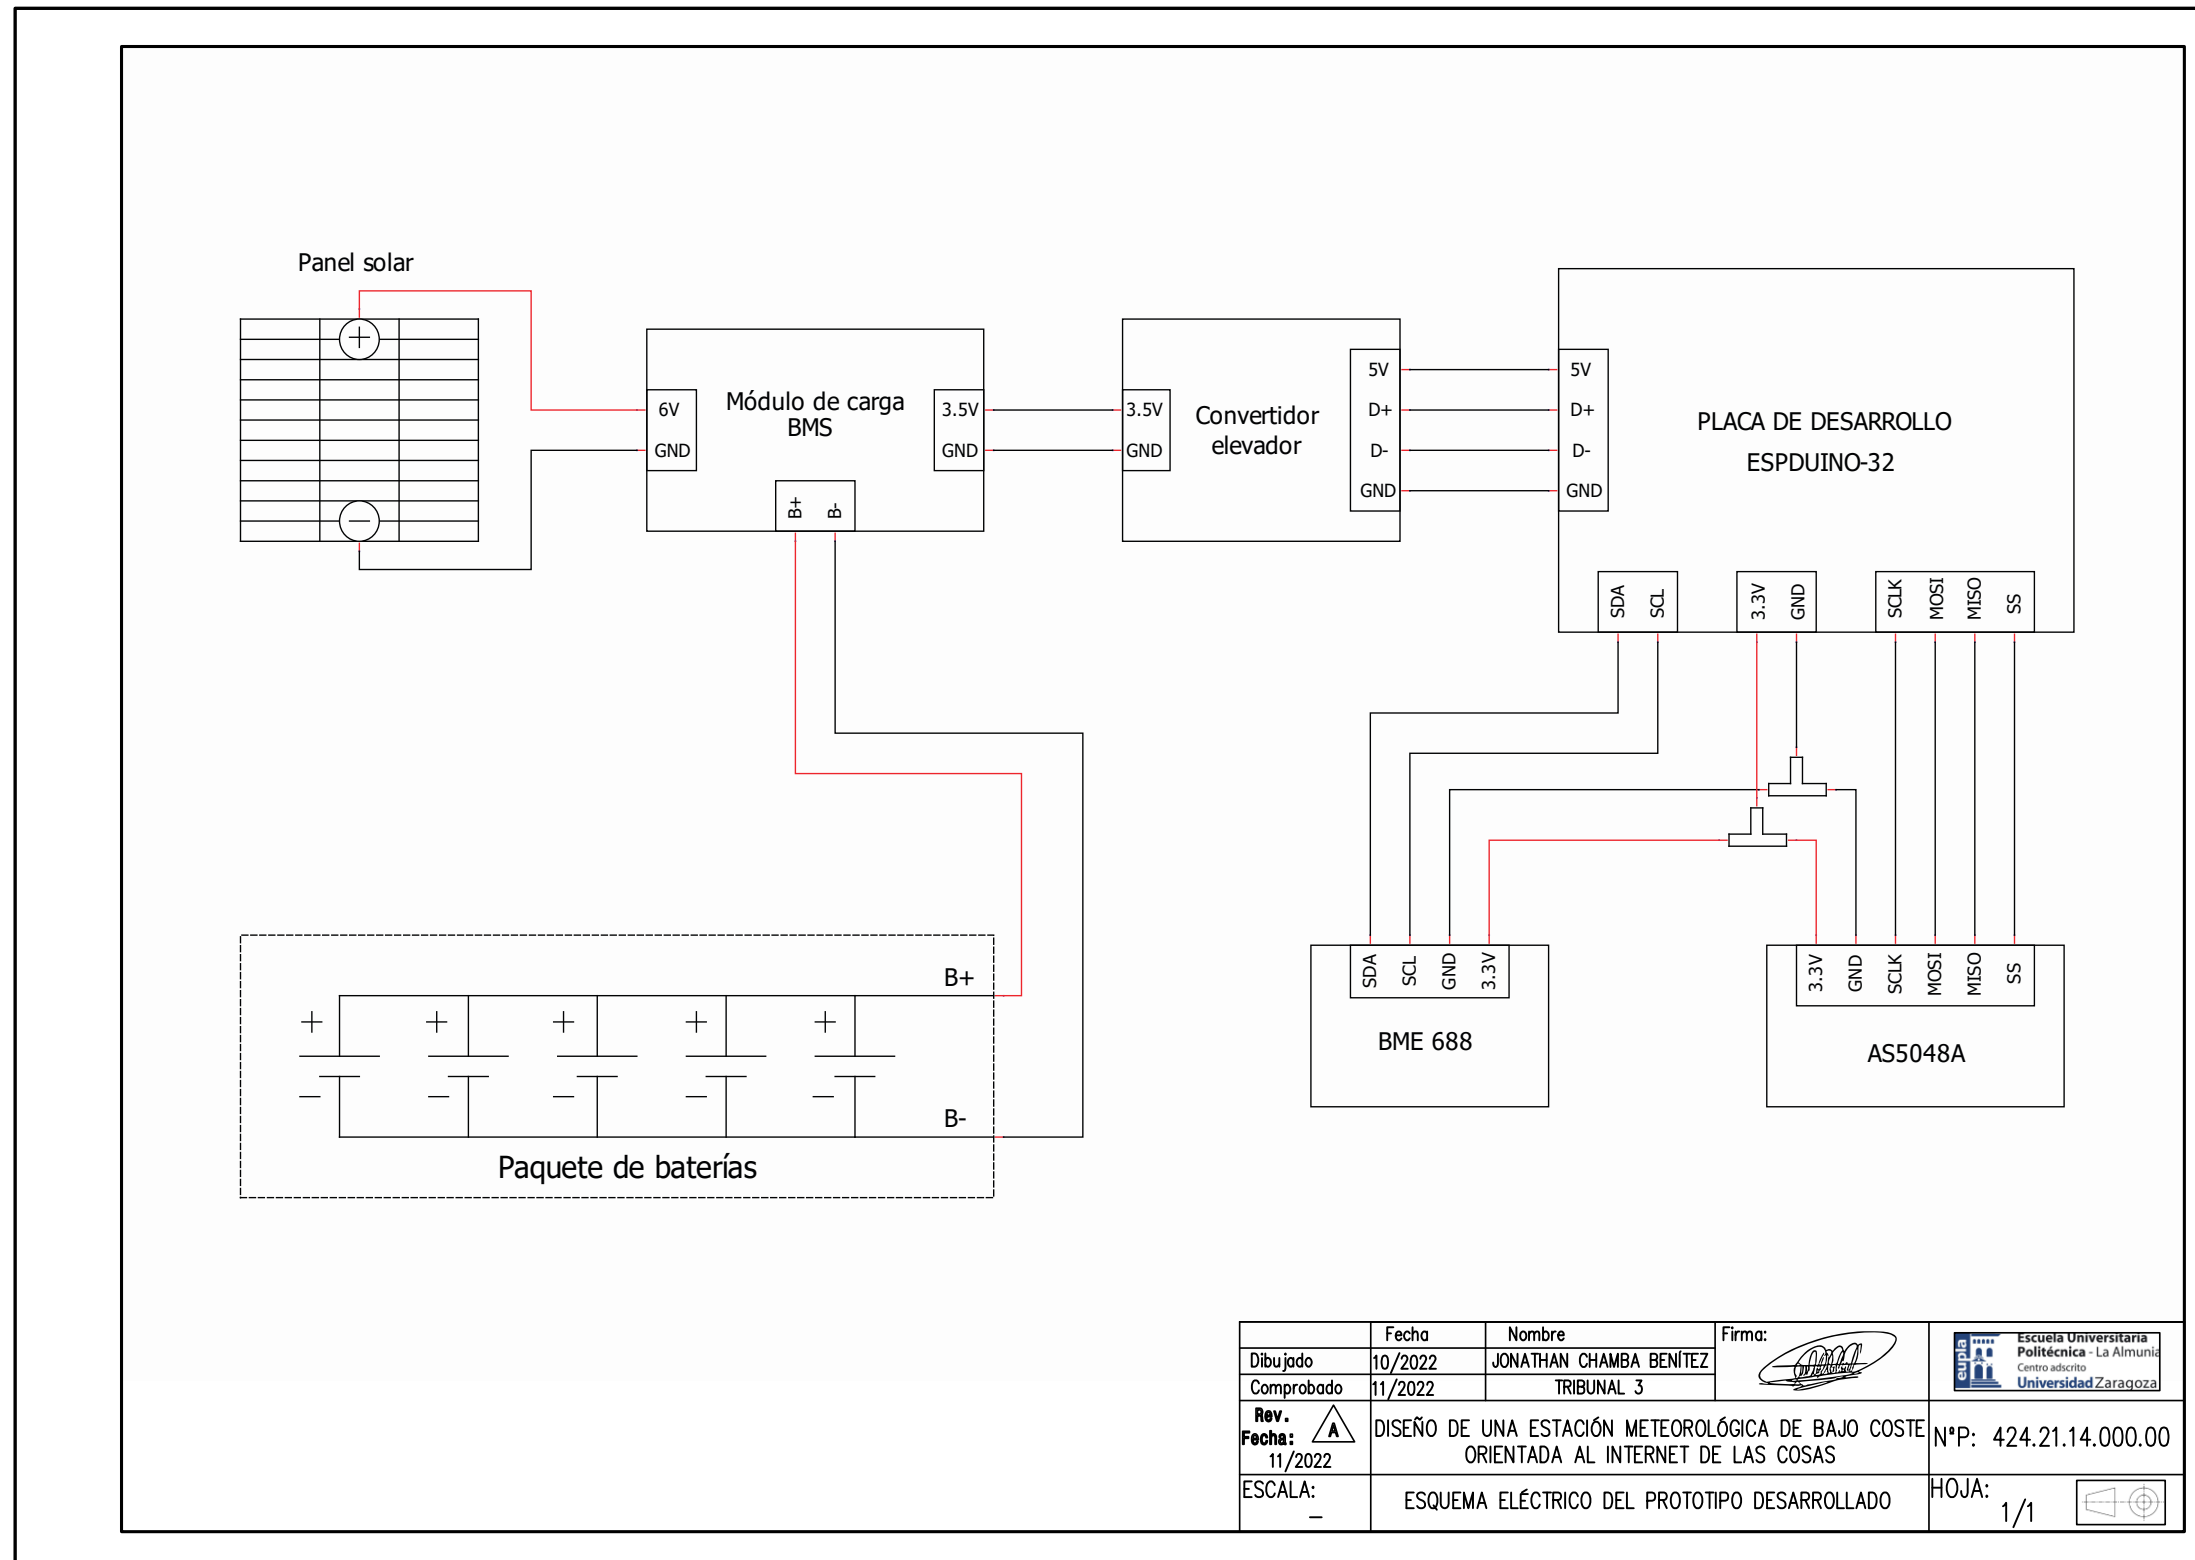 Panel solar
+
−
6V
GND
Módulo de carga
BMS
3.5V
GND
B+
B-
3.5V
GND
Convertidor
elevador
5V
D+
D-
GND
5V
D+
D-
GND
PLACA DE DESARROLLO
ESPDUINO-32
SDA
SCL
3.3V
GND
SCLK
MOSI
MISO
SS
SDA
SCL
GND
3.3V
BME 688
3.3V
GND
SCLK
MOSI
MISO
SS
AS5048A
B+
+ + + + +
− − − − −
B-
Paquete de baterías
Fecha Nombre Firma:
Dibujado 10/2022 JONATHAN CHAMBA BENÍTEZ
Comprobado 11/2022 TRIBUNAL 3
eupla
Escuela Universitaria
Politécnica - La Almunia
Centro adscrito
Universidad Zaragoza
Rev. A
Fecha:
11/2022
DISEÑO DE UNA ESTACIÓN METEOROLÓGICA DE BAJO COSTE
ORIENTADA AL INTERNET DE LAS COSAS
NºP: 424.21.14.000.00
ESCALA:
−
ESQUEMA ELÉCTRICO DEL PROTOTIPO DESARROLLADO
HOJA:
1/1